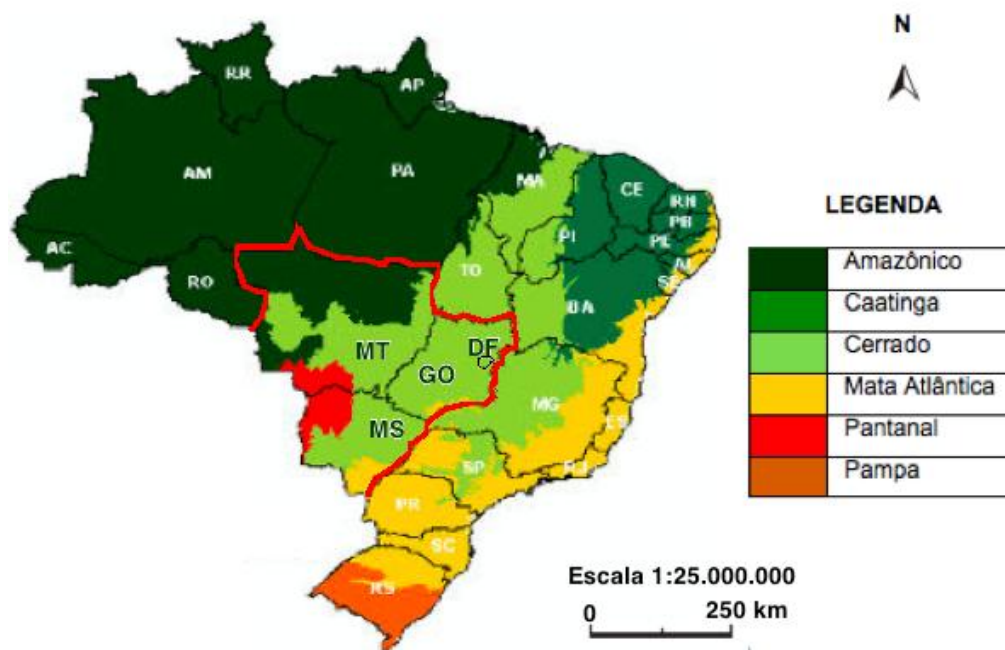 N
RR
AP
AM
PA
MA
CE
RN
PB
PE
PI
AL
SE
AC
RO
TO
BA
MT
DF
GO
MG
ES
MS
SP
RJ
PR
SC
RS
LEGENDA
Amazônico
Caatinga
Cerrado
Mata Atlântica
Pantanal
Pampa
Escala 1:25.000.000
0 250 km